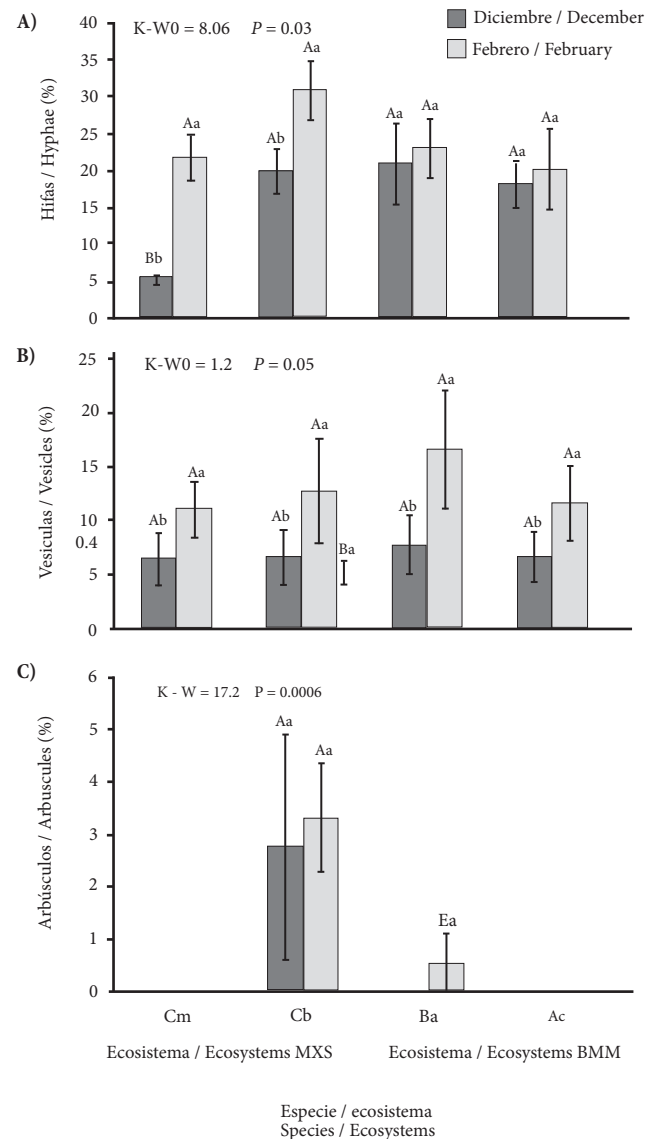 A)
K-W0 = 8.06 P = 0.03
Diciembre / December
Febrero / February
Hifas / Hyphae (%)
40
35
30
25
20
15
10
5
0
Bb
Aa
Ab
Aa
Aa
Aa
Aa
Aa
B)
K-W0 = 1.2 P = 0.05
Vesiculas / Vesicles (%)
25
20
15
10
0.4
5
0
Ab
Aa
Ab
Aa
Ba
Ab
Aa
Ab
Aa
C)
K - W = 17.2 P = 0.0006
Arbúsculos / Arbuscules (%)
6
5
4
3
2
1
0
Aa
Aa
Ea
Cm Cb Ba Ac
Ecosistema / Ecosystems MXS Ecosistema / Ecosystems BMM
Especie / ecosistema
Species / Ecosystems